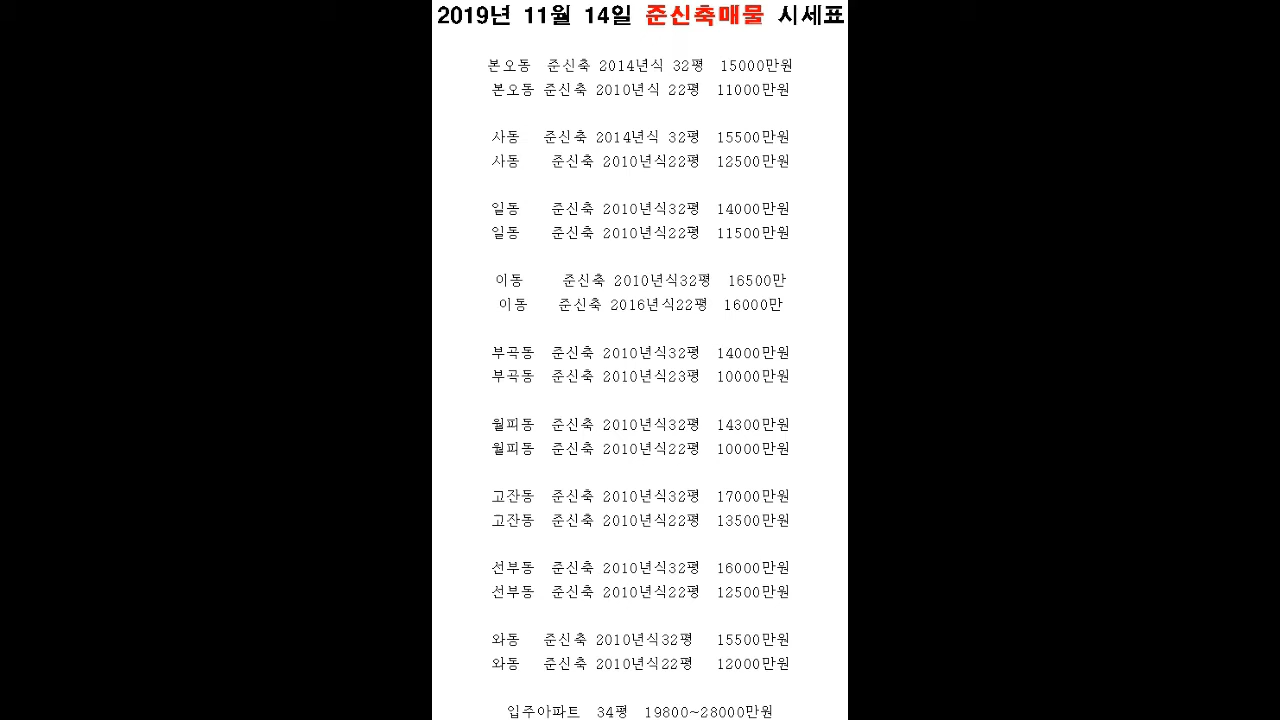 2019년 11월 14일 준신축매물 시세표
본오동 준신축 2014년식 32평 15000만원
본오동 준신축 2010년식 22평 11000만원
사동 준신축 2014년식 32평 15500만원
사동 준신축 2010년식22평 12500만원
일동 준신축 2010년식32평 14000만원
일동 준신축 2010년식22평 11500만원
이동 준신축 2010년식32평 16500만
이동 준신축 2016년식22평 16000만
부곡동 준신축 2010년식32평 14000만원
부곡동 준신축 2010년식23평 10000만원
월피동 준신축 2010년식32평 14300만원
월피동 준신축 2010년식22평 10000만원
고잔동 준신축 2010년식32평 17000만원
고잔동 준신축 2010년식22평 13500만원
선부동 준신축 2010년식32평 16000만원
선부동 준신축 2010년식22평 12500만원
와동 준신축 2010년식32평 15500만원
와동 준신축 2010년식22평 12000만원
입주아파트 34평 19800~28000만원